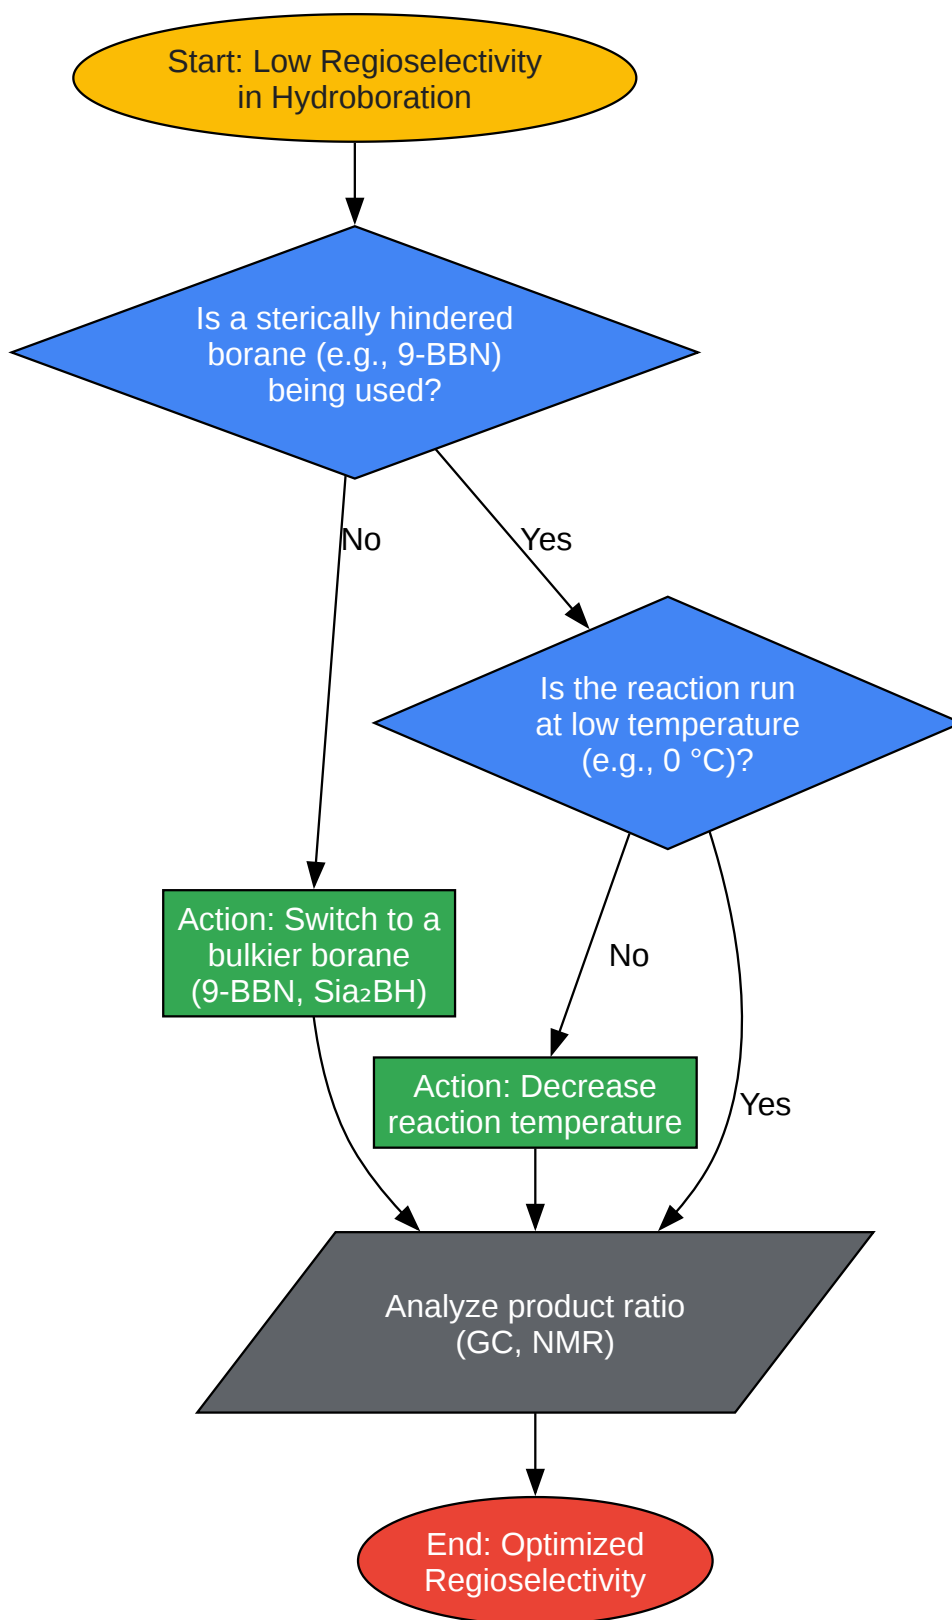 Start: Low Regioselectivity
in Hydroboration
Is a sterically hindered
borane (e.g., 9-BBN)
being used?
No
Yes
Is the reaction run
at low temperature
(e.g., 0 °C)?
Action: Switch to a
bulkier borane
(9-BBN, Sia₂BH)
No
Action: Decrease
reaction temperature
Yes
Analyze product ratio
(GC, NMR)
End: Optimized
Regioselectivity